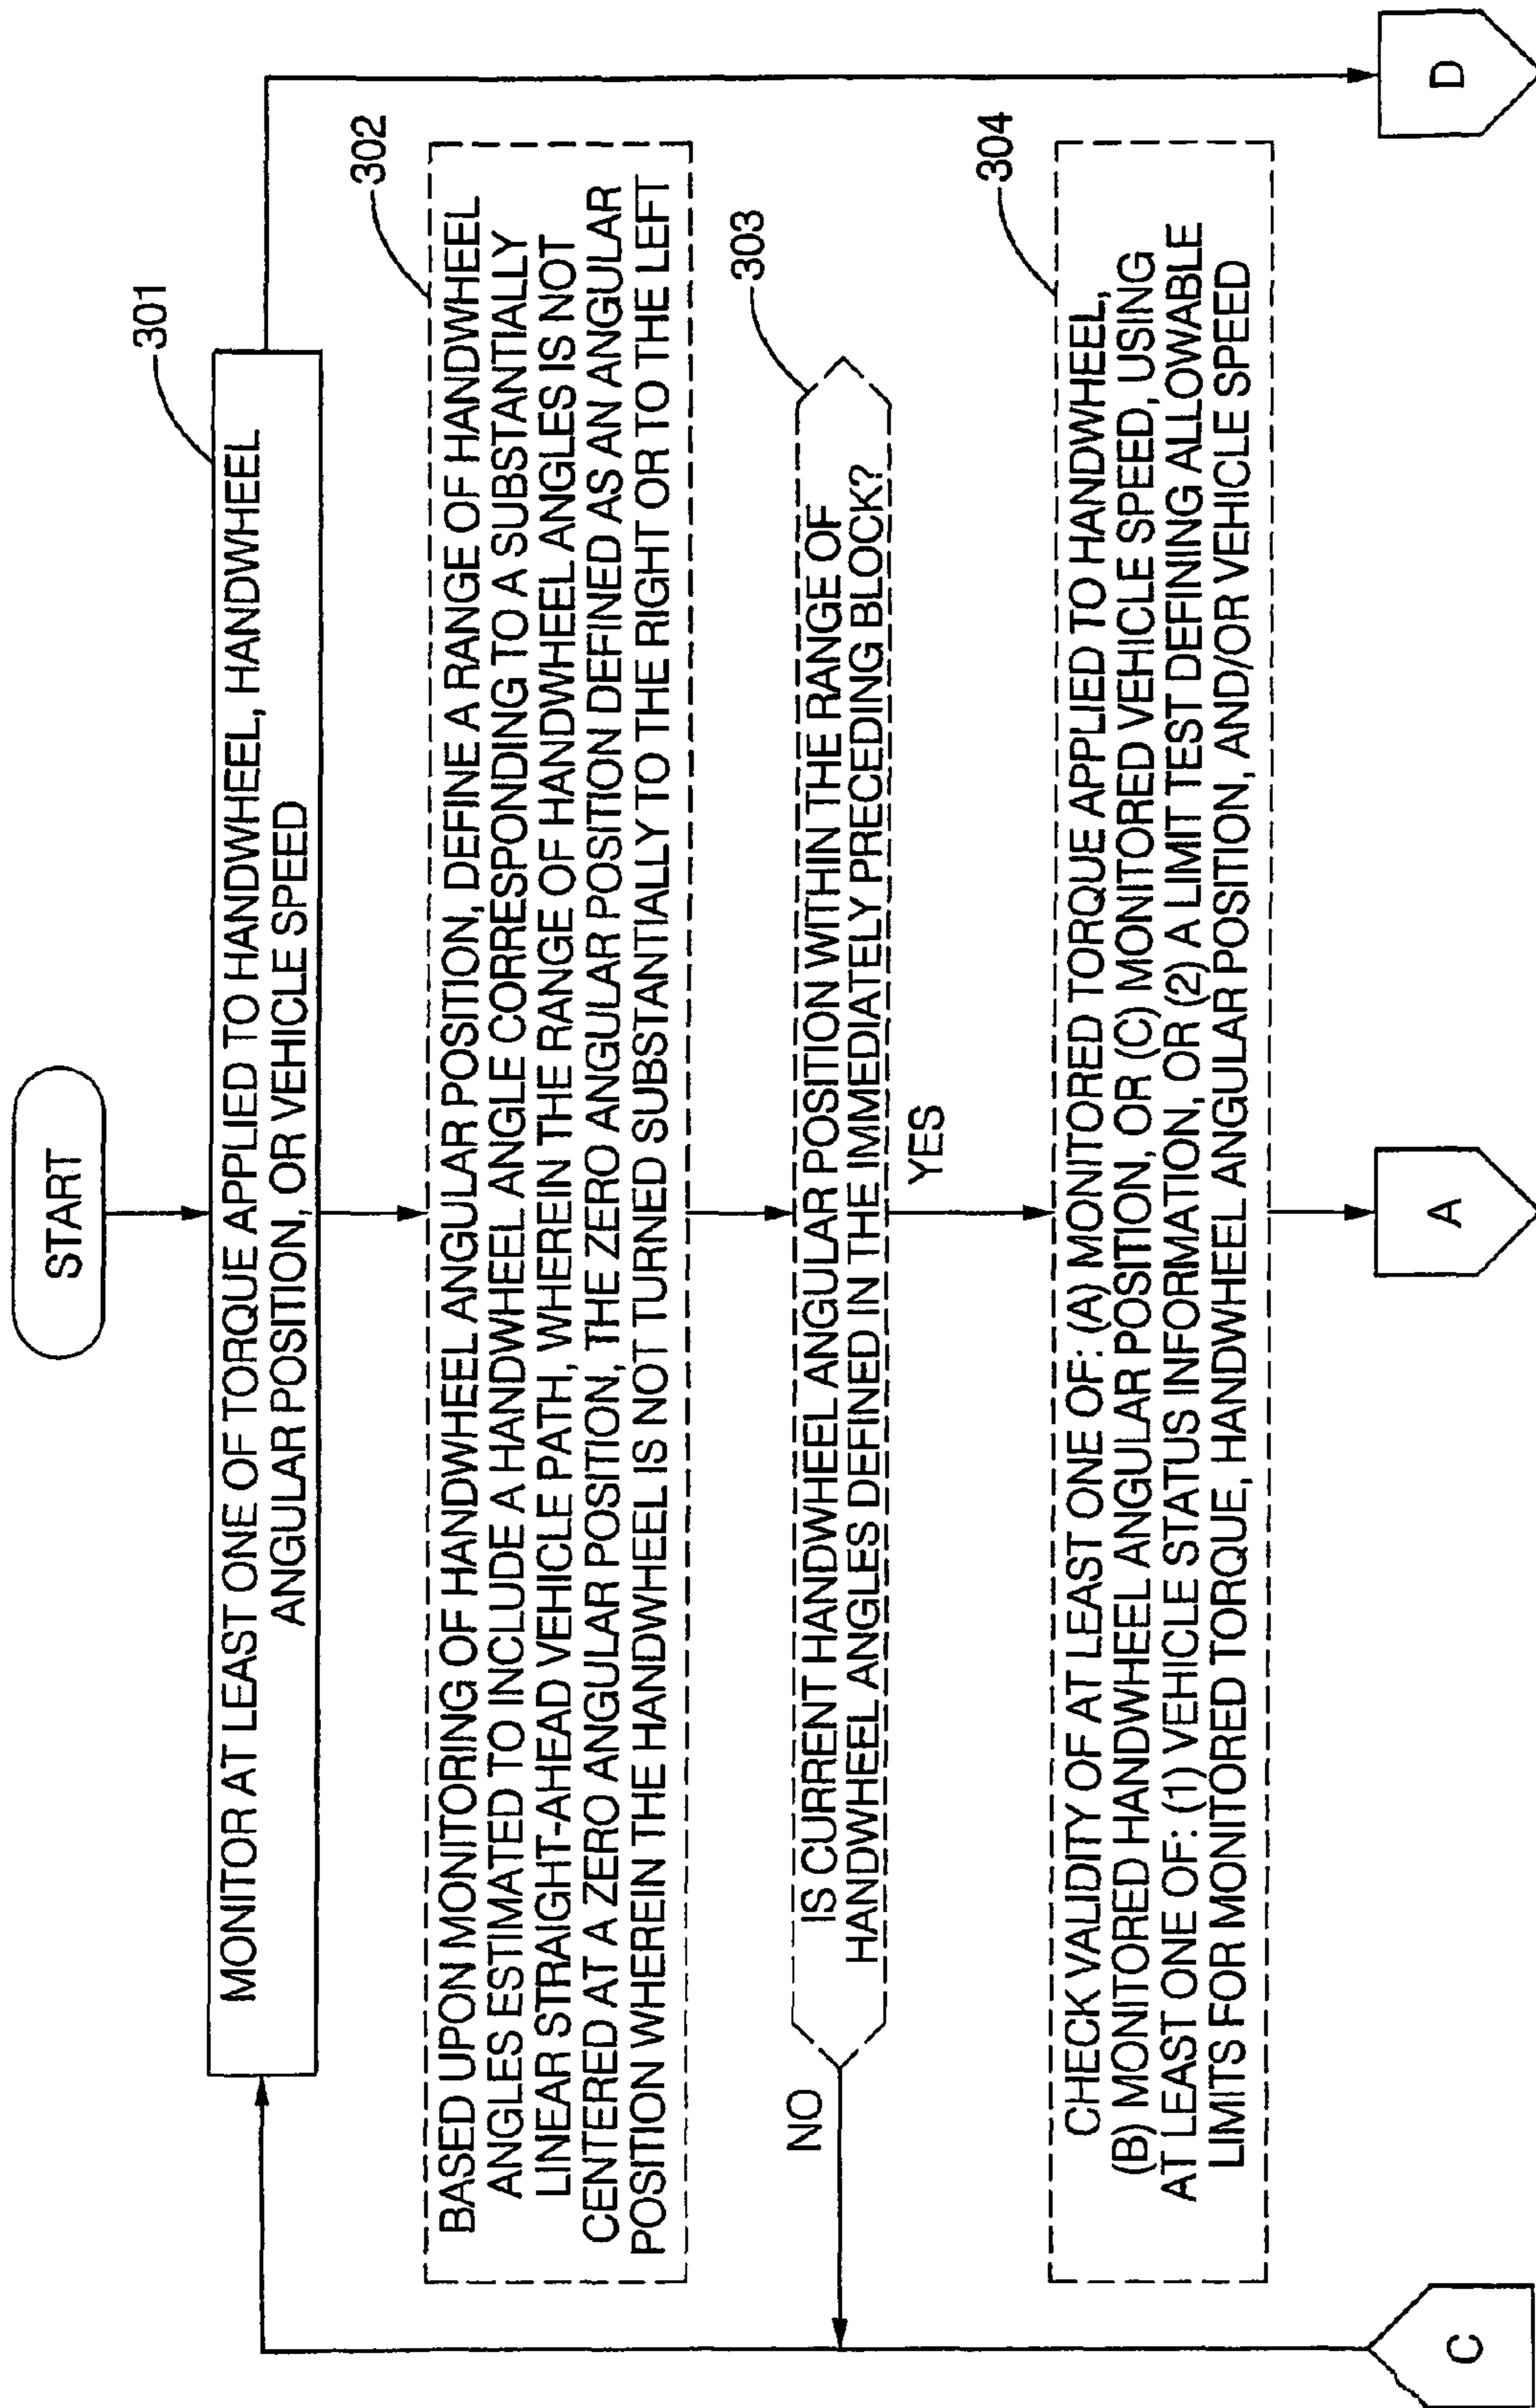 START
301
MONITOR AT LEAST ONE OF TORQUE APPLIED TO HANDWHEEL, HANDWHEEL
ANGULAR POSITION, OR VEHICLE SPEED
302
BASED UPON MONITORING OF HANDWHEEL ANGULAR POSITION, DEFINE A RANGE OF HANDWHEEL
ANGLES ESTIMATED TO INCLUDE A HANDWHEEL ANGLE CORRESPONDING TO A SUBSTANTIALLY
LINEAR STRAIGHT-AHEAD VEHICLE PATH, WHEREIN THE RANGE OF HANDWHEEL ANGLES IS NOT
CENTERED AT A ZERO ANGULAR POSITION, THE ZERO ANGULAR POSITION DEFINED AS AN ANGULAR
POSITION WHEREIN THE HANDWHEEL IS NOT TURNED SUBSTANTIALLY TO THE RIGHT OR TO THE LEFT
303
IS CURRENT HANDWHEEL ANGULAR POSITION WITHIN THE RANGE OF
HANDWHEEL ANGLES DEFINED IN THE IMMEDIATELY PRECEDING BLOCK?
NO
YES
304
CHECK VALIDITY OF AT LEAST ONE OF: (A) MONITORED TORQUE APPLIED TO HANDWHEEL,
(B) MONITORED HANDWHEEL ANGULAR POSITION, OR (C) MONITORED VEHICLE SPEED, USING
AT LEAST ONE OF: (1) VEHICLE STATUS INFORMATION, OR (2) A LIMIT TEST DEFINING ALLOWABLE
LIMITS FOR MONITORED TORQUE, HANDWHEEL ANGULAR POSITION, AND/OR VEHICLE SPEED
C
A
D